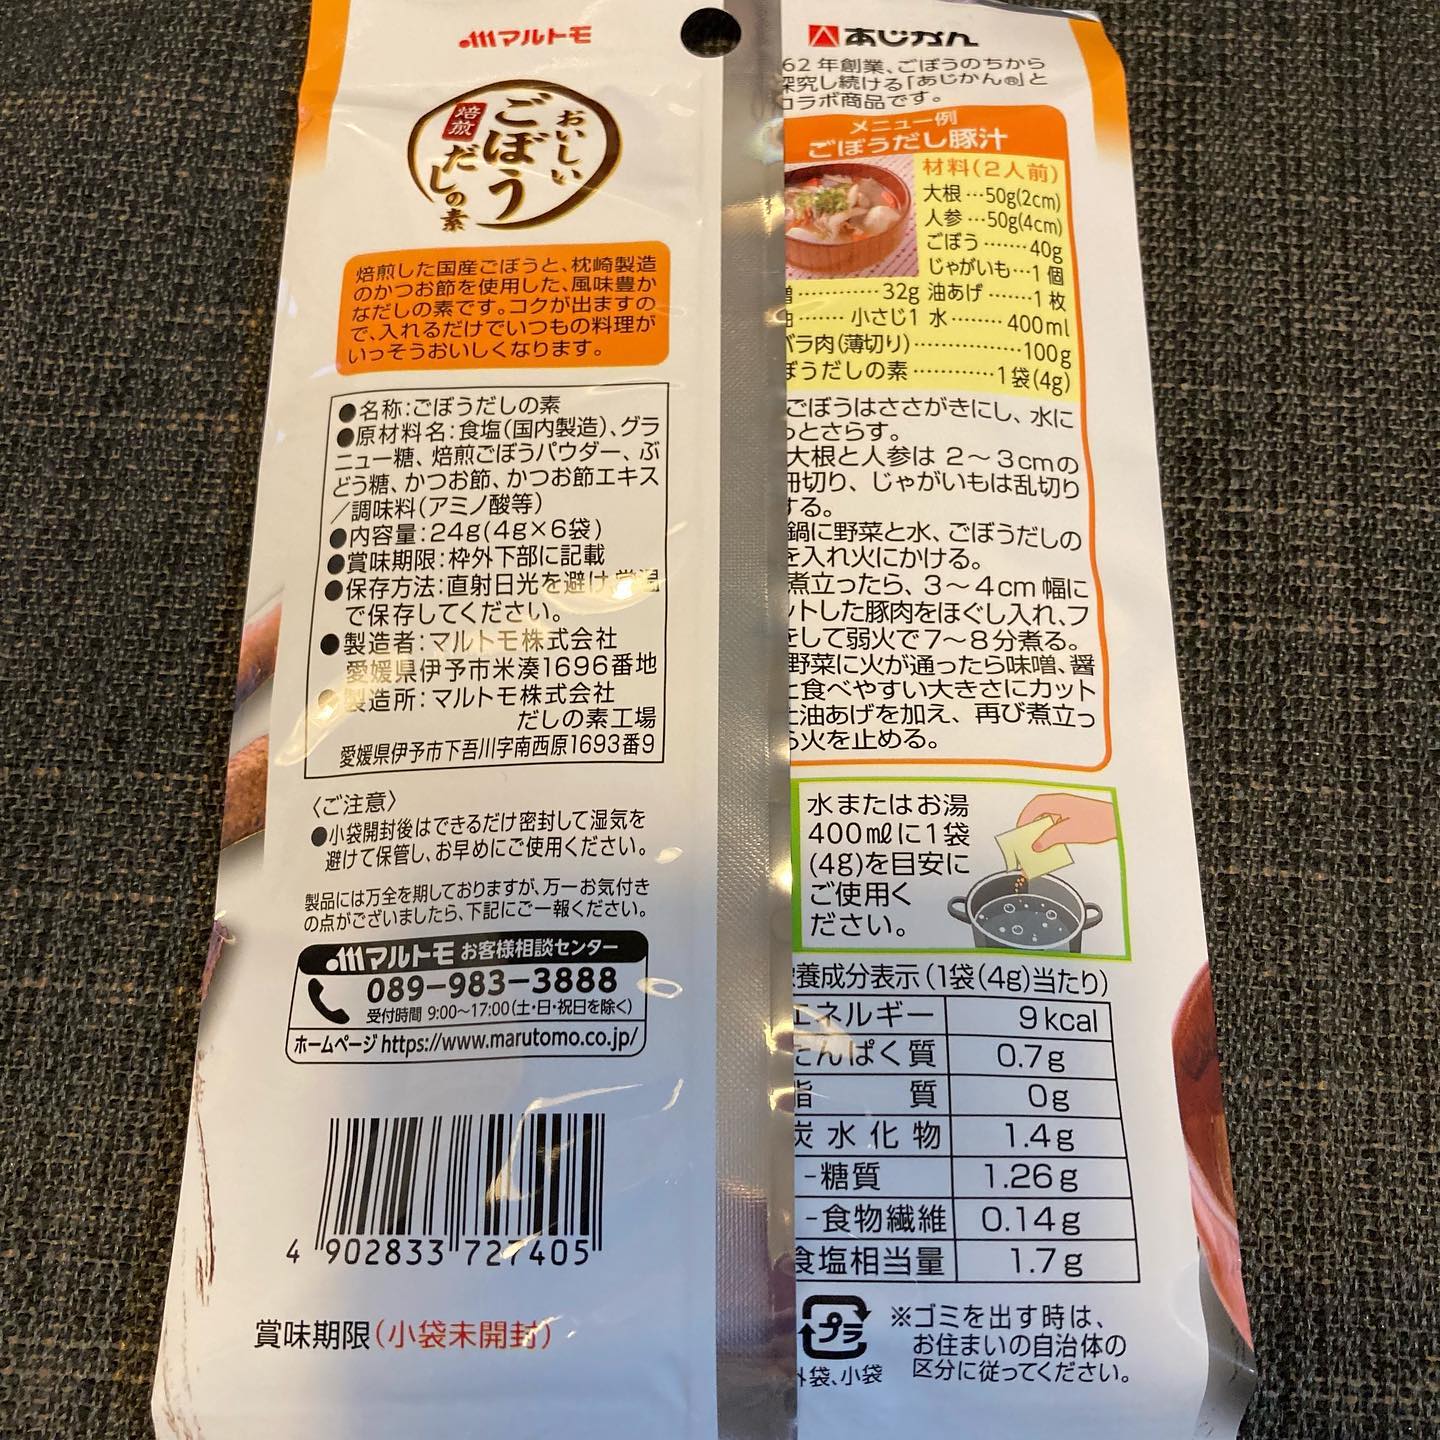 マルトモ
おいしい
焙煎
ごぼう
だしの素
焙煎した国産ごぼうと、枕崎製造
のかつお節を使用した、風味豊か
なだしの素です。コクが出ますの
で、入れるだけでいつもの料理が
いっそうおいしくなります。
●名称:ごぼうだしの素
●原材料名:食塩(国内製造)、グラ
ニュー糖、焙煎ごぼうパウダー、ぶ
どう糖、かつお節、かつお節エキス
/調味料(アミノ酸等)
●内容量:24g(4g×6袋)
●賞味期限:枠外下部に記載
●保存方法:直射日光を避け常温
で保存してください。
●製造者:マルトモ株式会社
愛媛県伊予市米湊1696番地
●製造所:マルトモ株式会社
だしの素工場
愛媛県伊予市下吾川字南西原1693番9
〈ご注意〉
●小袋開封後はできるだけ密封して湿気を
避けて保管し、お早めにご使用ください。
製品には万全を期しておりますが、万一お気付き
の点がございましたら、下記にご一報ください。
マルトモ お客様相談センター
089-983-3888
受付時間 9:00〜17:00(土・日・祝日を除く)
ホームページ https://www.marutomo.co.jp/
4 902833 727405
賞味期限(小袋未開封)
あじかん
62年創業、ごぼうのちから
探究し続ける「あじかん®」と
コラボ商品です。
メニュー例
ごぼうだし豚汁
材料(2人前)
大根…50g(2cm)
人参…50g(4cm)
ごぼう……40g
じゃがいも…1個
噌…………32g 油あげ……1枚
油……小さじ1 水………400ml
バラ肉(薄切り)……………100g
ぼうだしの素…………1袋(4g)
ごぼうはささがきにし、水に
っとさらす。
大根と人参は2〜3cmの
冊切り、じゃがいもは乱切り
する。
鍋に野菜と水、ごぼうだしの
を入れ火にかける。
煮立ったら、3〜4cm幅に
ットした豚肉をほぐし入れ、フ
をして弱火で7〜8分煮る。
野菜に火が通ったら味噌、醤
と食べやすい大きさにカット
た油あげを加え、再び煮立っ
ら火を止める。
水またはお湯
400mlに1袋
(4g)を目安に
ご使用く
ださい。
栄養成分表示(1袋(4g)当たり)
エネルギー 9kcal
たんぱく質 0.7g
脂質 0g
炭水化物 1.4g
-糖質 1.26g
-食物繊維 0.14g
食塩相当量 1.7g
プラ
外袋、小袋
※ゴミを出す時は、
お住まいの自治体の
区分に従ってください。